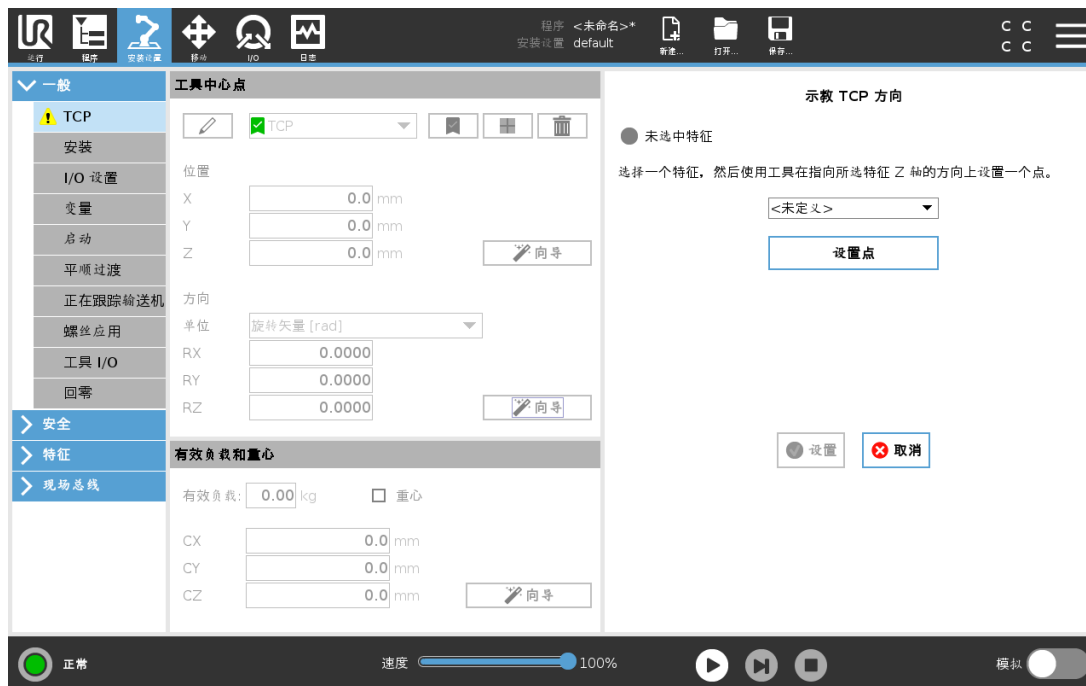 UR
运行
程序
安装设置
移动
I/O
日志
程序 <未命名>*
安装设置 default
新建...
打开...
保存...
C C
C C
一般
TCP
安装
I/O 设置
变量
启动
平顺过渡
正在跟踪输送机
螺丝应用
工具 I/O
回零
安全
特征
现场总线
工具中心点
TCP
位置
X 0.0 mm
Y 0.0 mm
Z 0.0 mm 向导
方向
单位 旋转矢量 [rad]
RX 0.0000
RY 0.0000
RZ 0.0000 向导
有效负载和重心
有效负载: 0.00 kg 重心
CX 0.0 mm
CY 0.0 mm
CZ 0.0 mm 向导
示教 TCP 方向
未选中特征
选择一个特征，然后使用工具在指向所选特征 Z 轴的方向上设置一个点。
<未定义>
设置点
设置 取消
正常
速度 100%
模拟